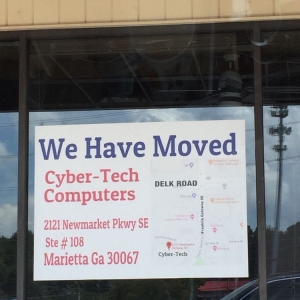 We Have Moved
Cyber-Tech
Computers
2121 Newmarket Pkwy SE
Ste # 108
Marietta Ga 30067
DELK ROAD
Cyber-Tech